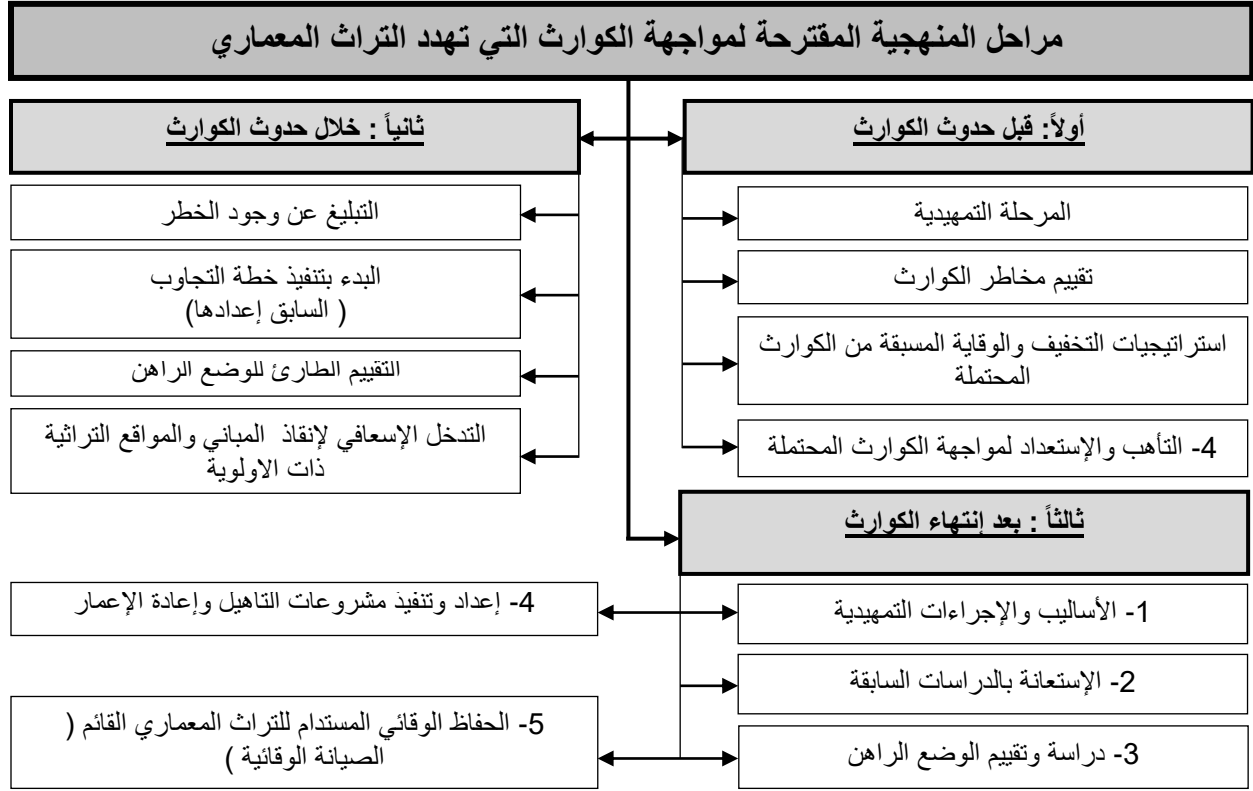 مراحل المنهجية المقترحة لمواجهة الكوارث التي تهدد التراث المعماري
أولاً: قبل حدوث الكوارث
المرحلة التمهيدية
تقييم مخاطر الكوارث
استراتيجيات التخفيف والوقاية المسبقة من الكوارث
المحتملة
4- التأهب والإستعداد لمواجهة الكوارث المحتملة
ثانياً : خلال حدوث الكوارث
التبليغ عن وجود الخطر
البدء بتنفيذ خطة التجاوب
( السابق إعدادها)
التقييم الطارئ للوضع الراهن
التدخل الإسعافي لإنقاذ المباني والمواقع التراثية
ذات الاولوية
ثالثاً : بعد إنتهاء الكوارث
1- الأساليب والإجراءات التمهيدية
2- الإستعانة بالدراسات السابقة
3- دراسة وتقييم الوضع الراهن
4- إعداد وتنفيذ مشروعات التاهيل وإعادة الإعمار
5- الحفاظ الوقائي المستدام للتراث المعماري القائم (
الصيانة الوقائية )